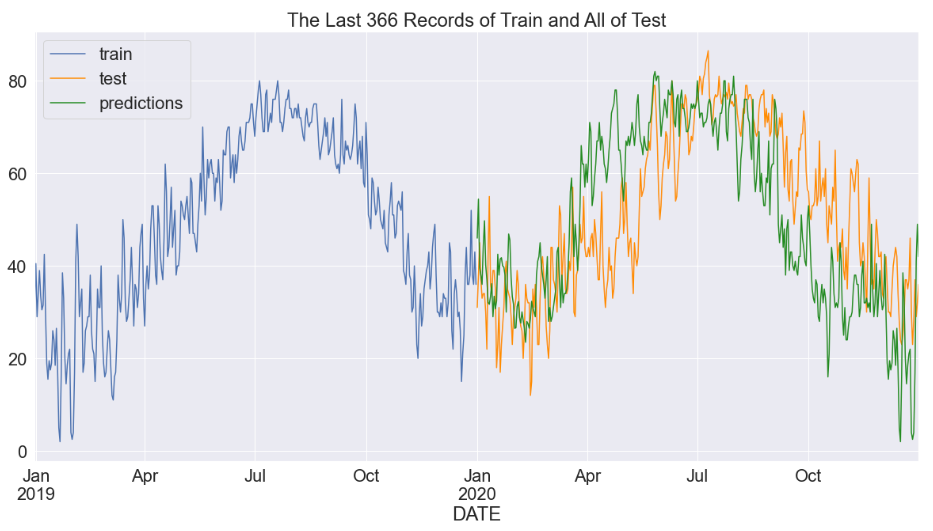 The Last 366 Records of Train and All of Test
train
test
predictions
80
60
40
20
0
Jan
2019
Apr
Jul
Oct
Jan
2020
Apr
Jul
Oct
DATE